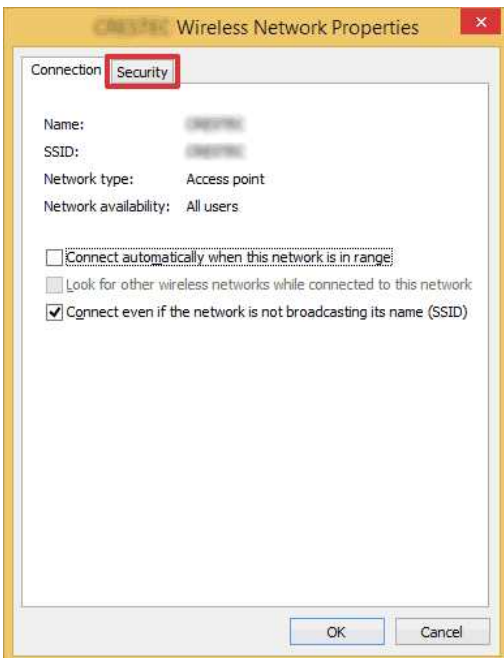 Wireless Network Properties
Connection Security
Name:
SSID:
Network type: Access point
Network availability: All users
Connect automatically when this network is in range
Look for other wireless networks while connected to this network
Connect even if the network is not broadcasting its name (SSID)
OK Cancel